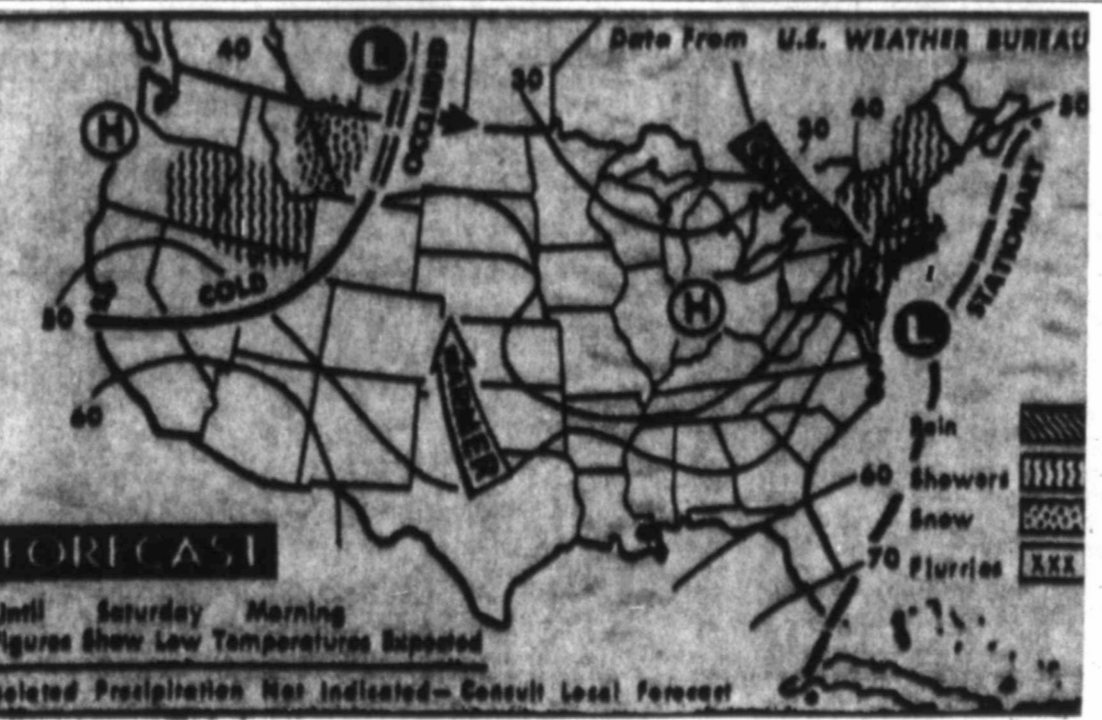 Data From U.S. WEATHER BUREAU
40
L
OCCLUDED
30
30
40
50
H
STATIONARY
COLD
50
H
L
60
WARMER
Rain
60
Showers
Snow
70
Flurries
XXX
FORECAST
Until Saturday Morning
Figures Show Low Temperatures Expected
Isolated Precipitation Not Indicated—Consult Local Forecast